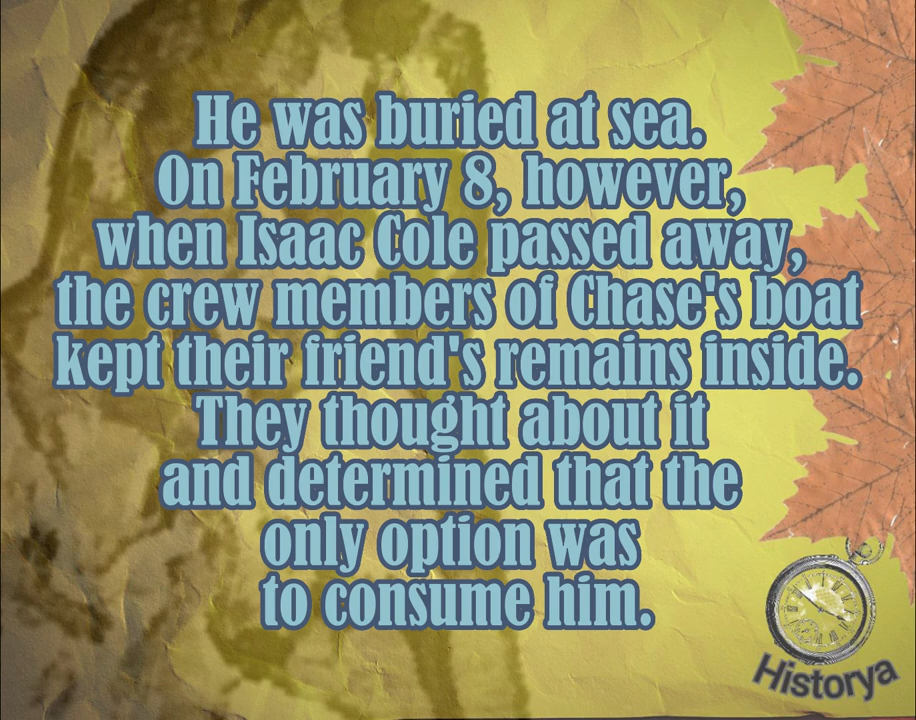 He was buried at sea.
On February 8, however,
when Isaac Cole passed away,
the crew members of Chase's boat
kept their friend's remains inside.
They thought about it
and determined that the
only option was
to consume him.
Historya